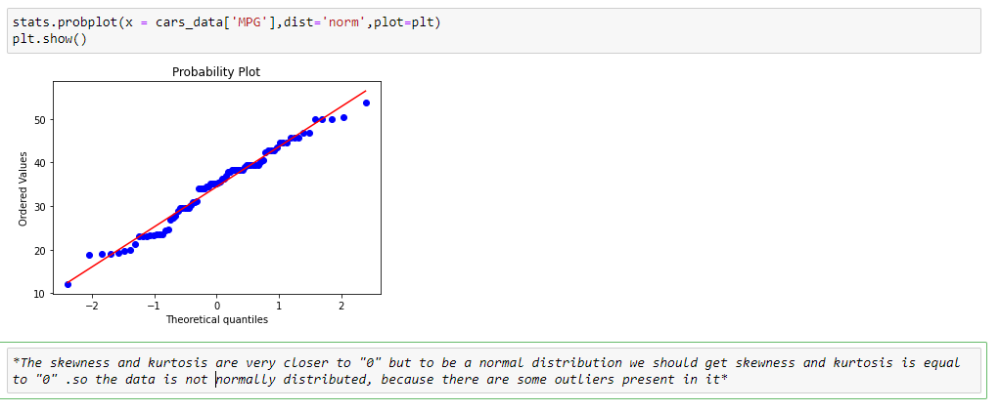 stats.probplot(x = cars_data['MPG'],dist='norm',plot=plt)
plt.show()
Probability Plot
50
40
30
20
10
Ordered Values
−2 −1 0 1 2
Theoretical quantiles
*The skewness and kurtosis are very closer to "0" but to be a normal distribution we should get skewness and kurtosis is equal
to "0" .so the data is not normally distributed, because there are some outliers present in it*